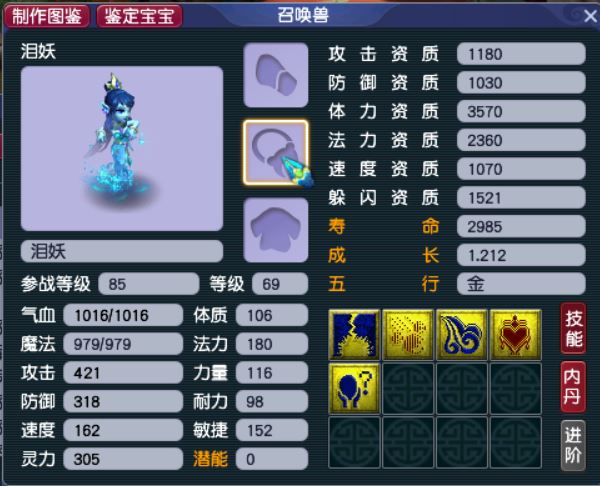 制作图鉴 鉴定宝宝 召唤兽
泪妖
攻击资质 1180
防御资质 1030
体力资质 3570
法力资质 2360
速度资质 1070
躲闪资质 1521
寿命 2985
成长 1.212
五行 金
泪妖
参战等级 85 等级 69
气血 1016/1016 体质 106
魔法 979/979 法力 180
攻击 421 力量 116
防御 318 耐力 98
速度 162 敏捷 152
灵力 305 潜能 0
技能
内丹
进阶